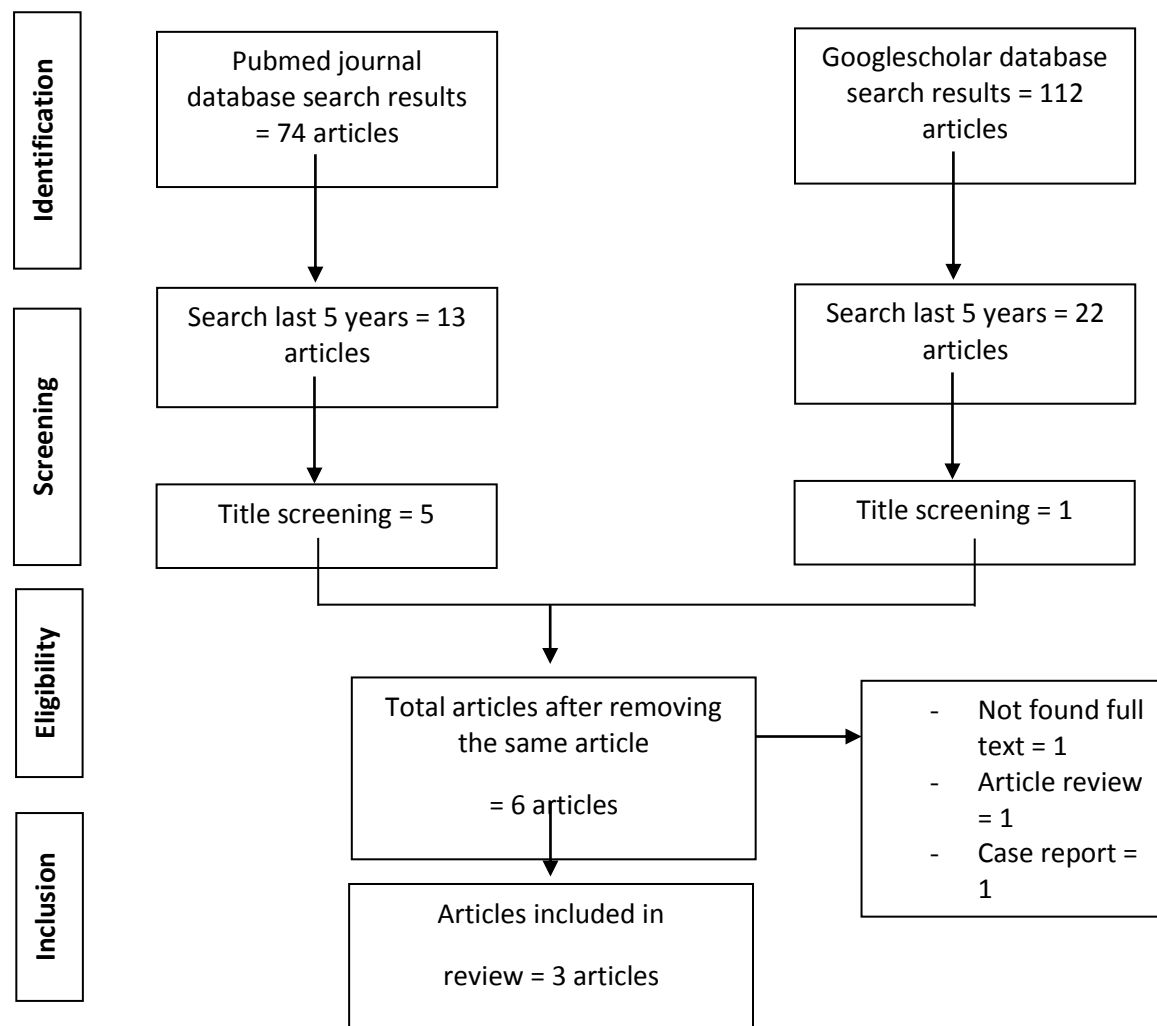 Identification
Pubmed journal
database search results
= 74 articles
Googlescholar database
search results = 112
articles
Screening
Search last 5 years = 13
articles
Search last 5 years = 22
articles
Title screening = 5
Title screening = 1
Eligibility
Total articles after removing
the same article
= 6 articles
- Not found full
text = 1
- Article review
= 1
- Case report =
1
Inclusion
Articles included in
review = 3 articles